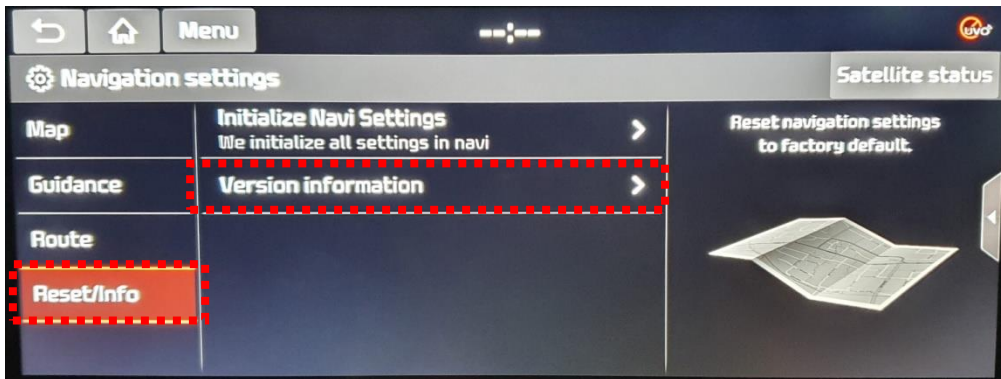 Menu
--:--
UVO
Navigation settings
Satellite status
Map
Guidance
Route
Reset/Info
Initialize Navi Settings
We initialize all settings in navi
Version information
Reset navigation settings
to factory default.